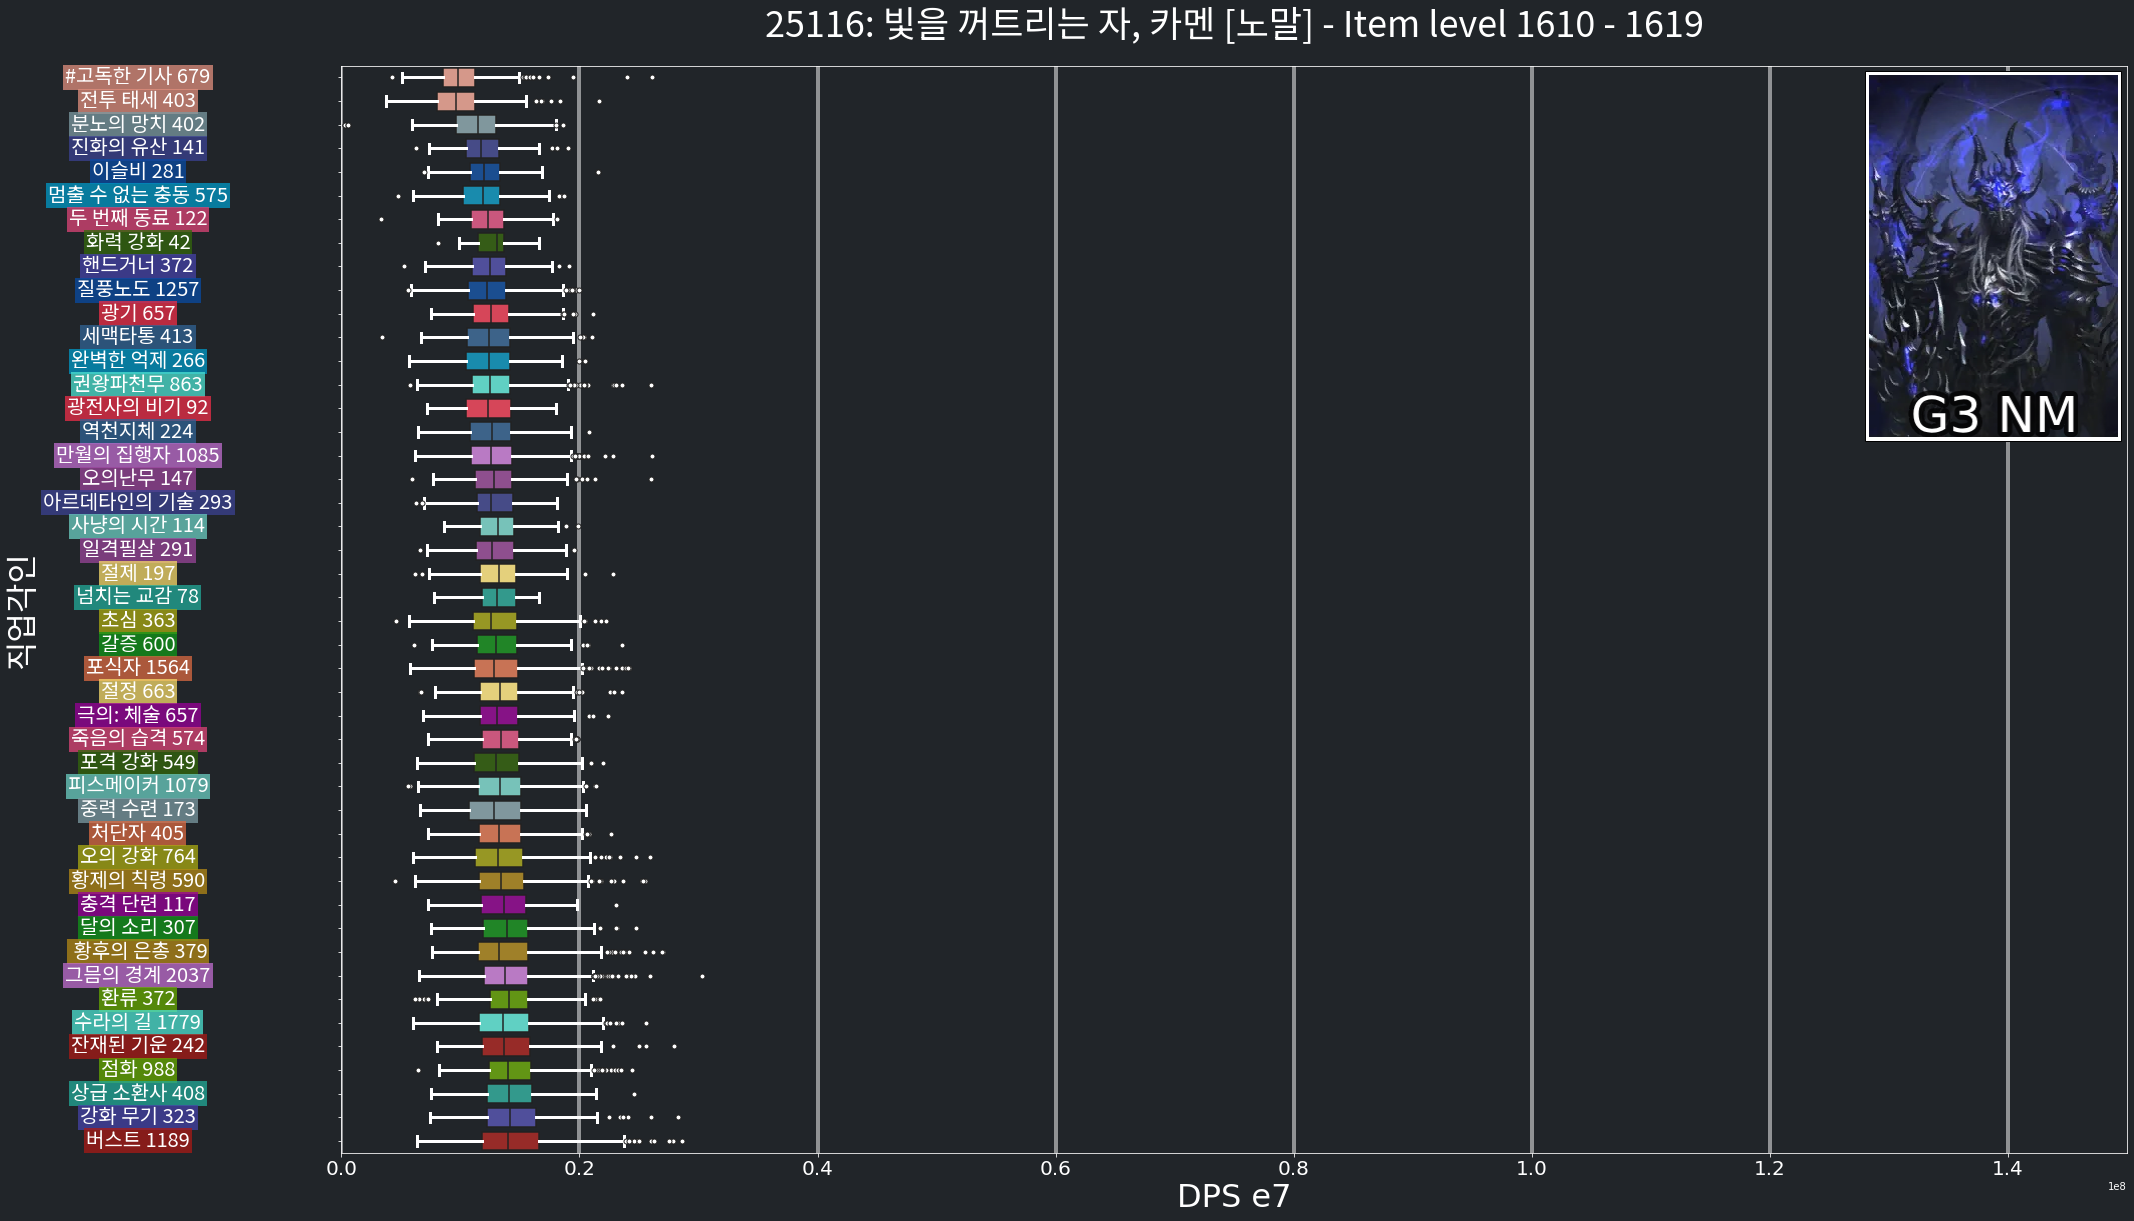 25116: 빛을 꺼트리는 자, 카멘 [노말] - Item level 1610 - 1619
#고독한 기사 679
전투 태세 403
분노의 망치 402
진화의 유산 141
이슬비 281
멈출 수 없는 충동 575
두 번째 동료 122
화력 강화 42
핸드거너 372
질풍노도 1257
광기 657
세맥타통 413
완벽한 억제 266
권왕파천무 863
광전사의 비기 92
역천지체 224
만월의 집행자 1085
오의난무 147
아르데타인의 기술 293
사냥의 시간 114
일격필살 291
절제 197
넘치는 교감 78
초심 363
갈증 600
포식자 1564
절정 663
극의: 체술 657
죽음의 습격 574
포격 강화 549
피스메이커 1079
중력 수련 173
처단자 405
오의 강화 764
황제의 칙령 590
충격 단련 117
달의 소리 307
황후의 은총 379
그믐의 경계 2037
환류 372
수라의 길 1779
잔재된 기운 242
점화 988
상급 소환사 408
강화 무기 323
버스트 1189
직업각인
G3 NM
0.0 0.2 0.4 0.6 0.8 1.0 1.2 1.4
DPS e7
1e8